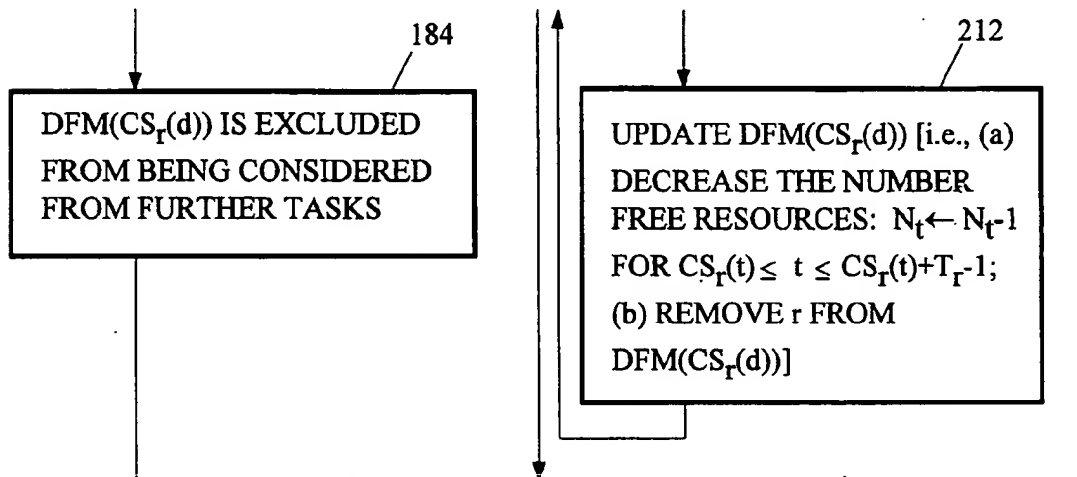 184
DFM(CSr(d)) IS EXCLUDED
FROM BEING CONSIDERED
FROM FURTHER TASKS
212
UPDATE DFM(CSr(d)) [i.e., (a)
DECREASE THE NUMBER
FREE RESOURCES: Nt← Nt-1
FOR CSr(t)≤ t ≤ CSr(t)+Tr-1;
(b) REMOVE r FROM
DFM(CSr(d))]